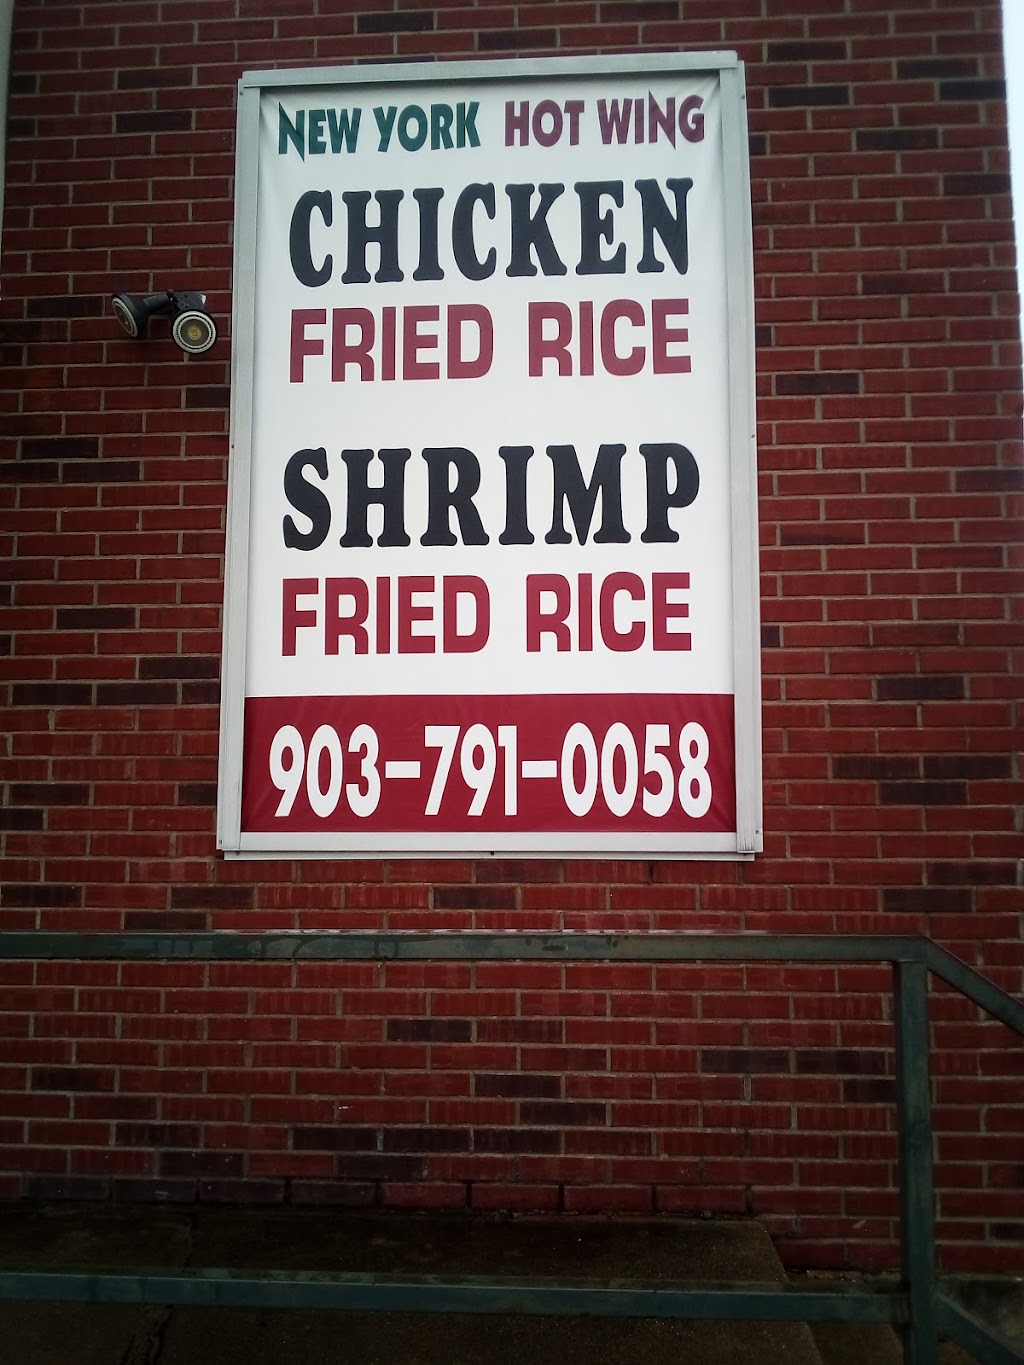 NEW YORK HOT WING
CHICKEN
FRIED RICE
SHRIMP
FRIED RICE
903-791-0058